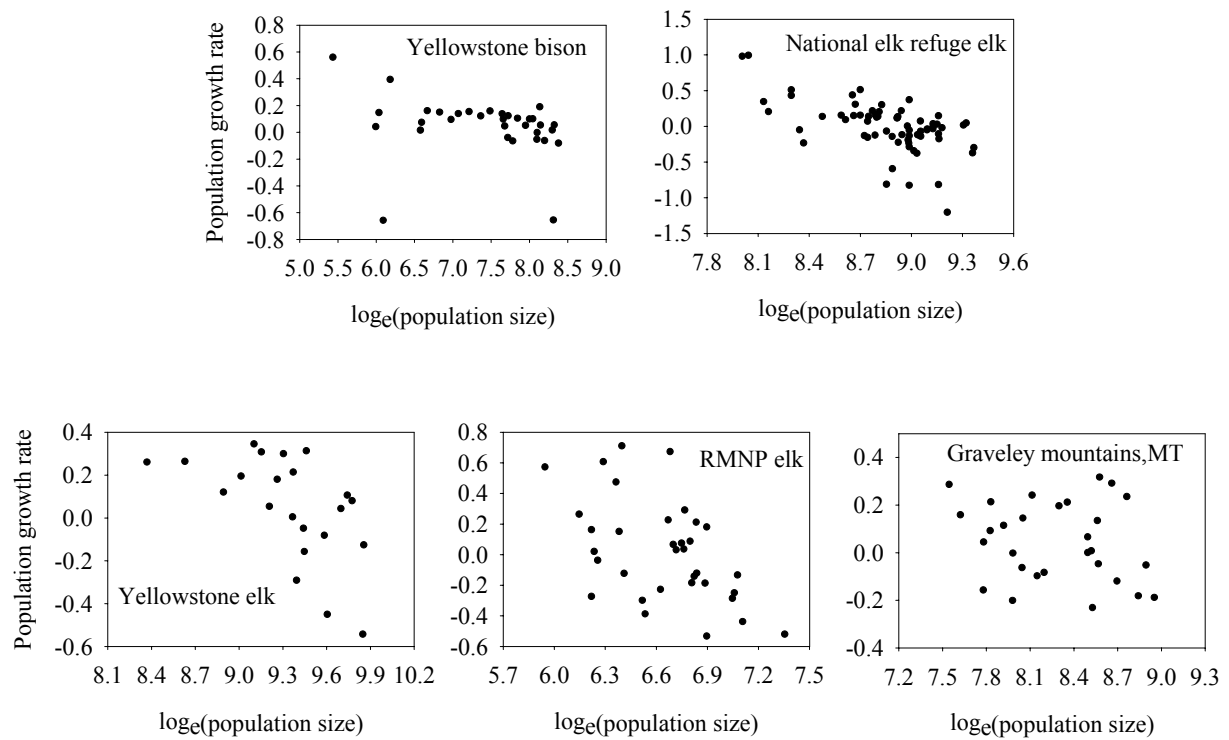 Yellowstone bison
Population growth rate
0.8
0.6
0.4
0.2
0.0
-0.2
-0.4
-0.6
-0.8
5.0 6.0 6.0 7.0 7.0 8.0 8.0 9.0 9.0
loge(population size)
National elk refuge elk
1.5
1.0
0.5
0.0
-0.5
-1.0
-1.5
7.8 8.1 8.4 8.7 9.0 9.3 9.6
loge(population size)
Yellowstone elk
Population growth rate
0.4
0.2
0.0
-0.2
-0.4
-0.6
8.1 8.4 8.7 9.0 9.3 9.6 9.9 10.2
loge(population size)
RMNP elk
0.8
0.6
0.4
0.2
0.0
-0.2
-0.4
-0.6
5.7 6.0 6.3 6.6 6.9 7.1 7.5
loge(population size)
Graveley mountains,MT
0.4
0.2
0.0
-0.2
0.4
7.2 7.5 7.8 8.1 8.4 8.7 9.0 9.3
loge(population size)